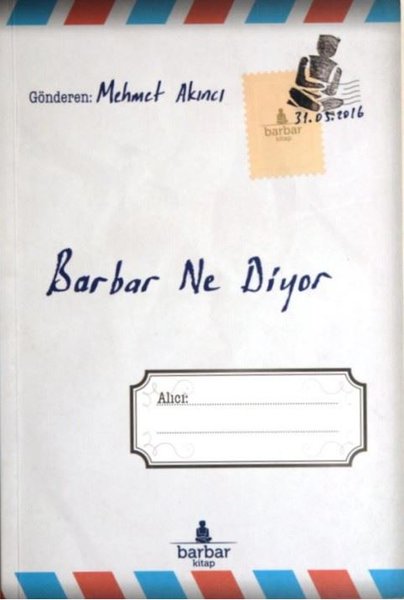 Gönderen: Mehmet Akıncı
31.05.2016
barbar
kitap
Barbar Ne Diyor
Alıcı:
barbar
kitap